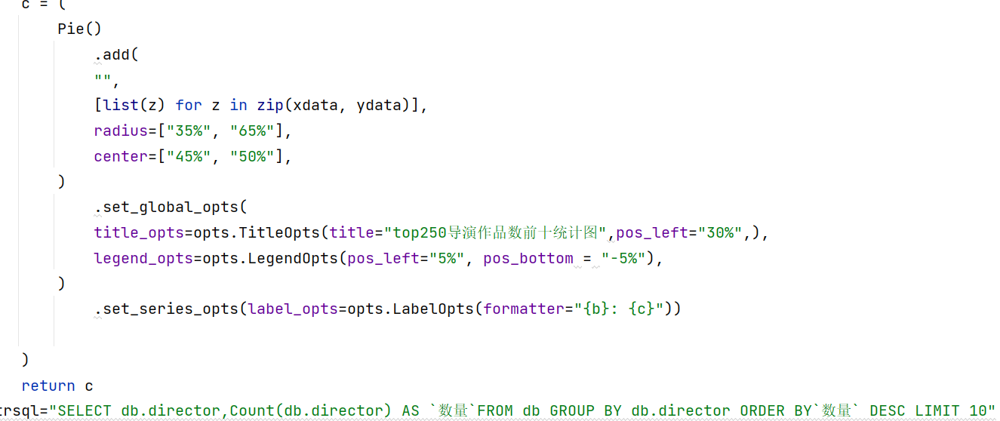 c = (
Pie()
.add(
"",
[list(z) for z in zip(xdata, ydata)],
radius=["35%", "65%"],
center=["45%", "50%"],
)
.set_global_opts(
title_opts=opts.TitleOpts(title="top250导演作品数前十统计图",pos_left="30%",),
legend_opts=opts.LegendOpts(pos_left="5%", pos_bottom = "-5%"),
)
.set_series_opts(label_opts=opts.LabelOpts(formatter="{b}: {c}"))
)
return c
trsql="SELECT db.director,Count(db.director) AS `数量`FROM db GROUP BY db.director ORDER BY`数量` DESC LIMIT 10"